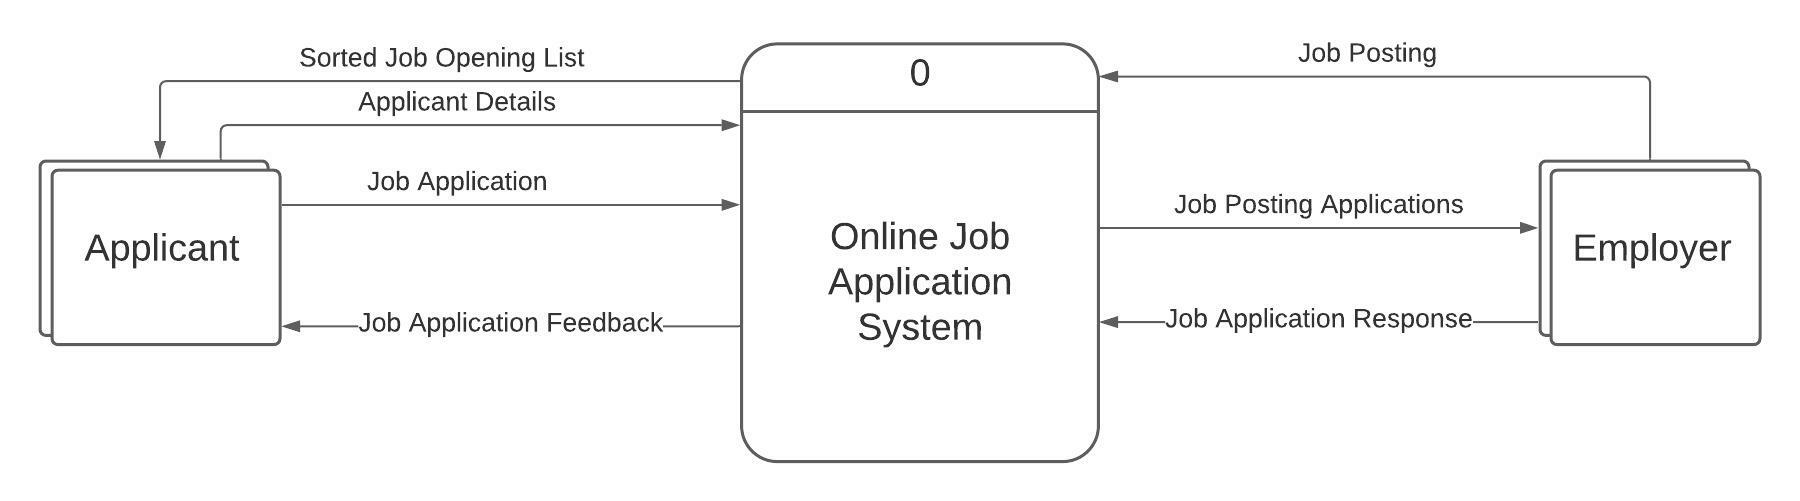 Sorted Job Opening List
0
Job Posting
Applicant Details
Job Application
Job Posting Applications
Applicant
Online Job
Application
System
Employer
Job Application Feedback
Job Application Response